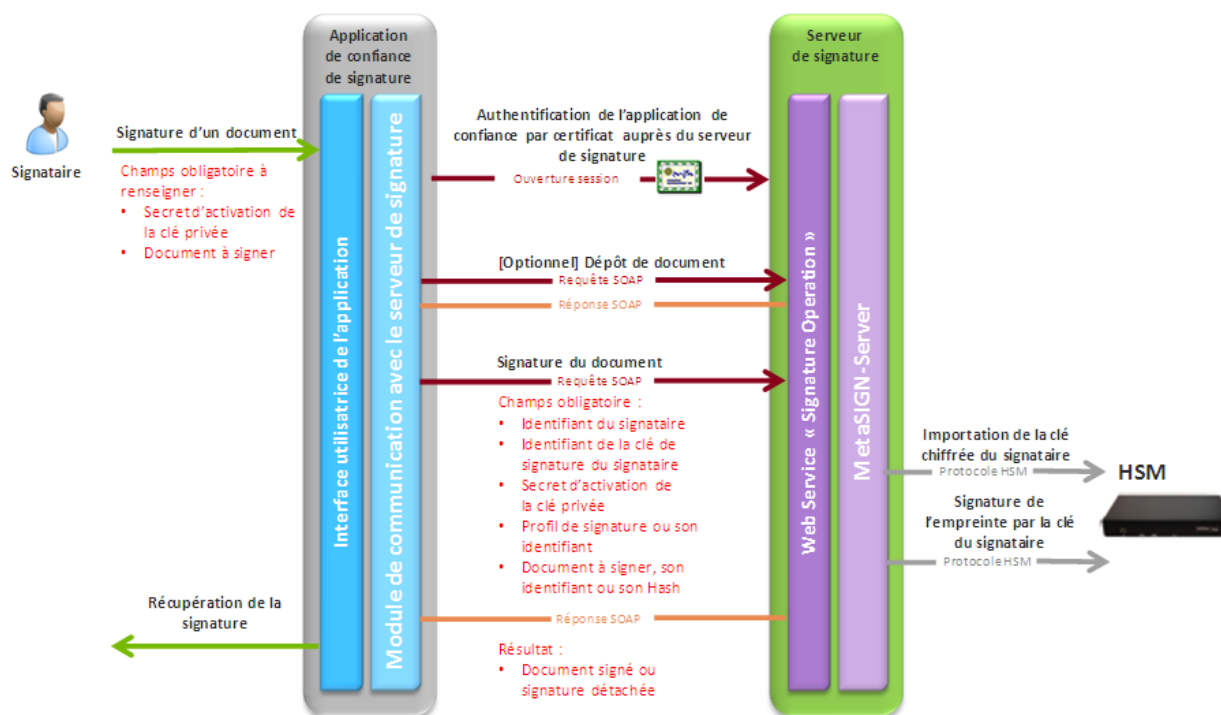 Application
de confiance
de signature
Serveur
de signature
Signataire
Signature d'un document
Champs obligatoire à
renseigner :
• Secret d'activation de
la clé privée
• Document à signer
Interface utilisatrice de l'application
Module de communication avec le serveur de signature
Authentification de l'application de
confiance par certificat auprès du serveur
de signature
Ouverture session
[Optionnel] Dépôt de document
Requête SOAP
Réponse SOAP
Signature du document
Requête SOAP
Champs obligatoire :
• Identifiant du signataire
• Identifiant de la clé de
signature du signataire
• Secret d'activation de
la clé privée
• Profil de signature ou son
identifiant
• Document à signer, son
identifiant ou son Hash
Réponse SOAP
Résultat :
• Document signé ou
signature détachée
Web Service « Signature Operation »
MetaSIGN-Server
Importation de la clé
chiffrée du signataire
Protocole HSM
HSM
Signature de
l'empreinte par la clé
du signataire
Protocole HSM
Récupération de la
signature